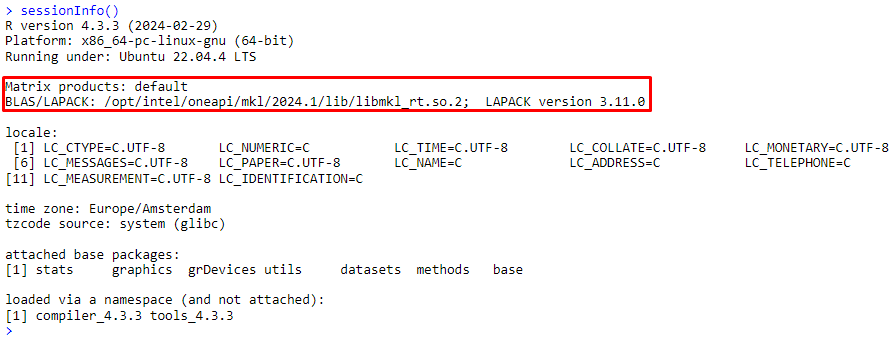 > sessionInfo()
R version 4.3.3 (2024-02-29)
Platform: x86_64-pc-linux-gnu (64-bit)
Running under: Ubuntu 22.04.4 LTS

Matrix products: default
BLAS/LAPACK: /opt/intel/oneapi/mkl/2024.1/lib/libmkl_rt.so.2;  LAPACK version 3.11.0

locale:
 [1] LC_CTYPE=C.UTF-8       LC_NUMERIC=C           LC_TIME=C.UTF-8        LC_COLLATE=C.UTF-8     LC_MONETARY=C.UTF-8
 [6] LC_MESSAGES=C.UTF-8    LC_PAPER=C.UTF-8       LC_NAME=C              LC_ADDRESS=C           LC_TELEPHONE=C
[11] LC_MEASUREMENT=C.UTF-8 LC_IDENTIFICATION=C

time zone: Europe/Amsterdam
tzcode source: system (glibc)

attached base packages:
[1] stats     graphics  grDevices utils     datasets  methods   base

loaded via a namespace (and not attached):
[1] compiler_4.3.3 tools_4.3.3
>